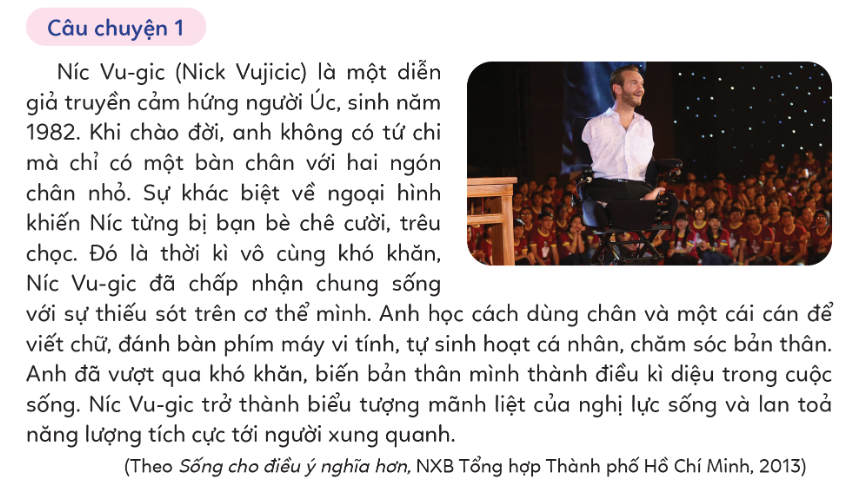 Câu chuyện 1
Níc Vu-gic (Nick Vujicic) là một diễn
giả truyền cảm hứng người Úc, sinh năm
1982. Khi chào đời, anh không có tứ chi
mà chỉ có một bàn chân với hai ngón
chân nhỏ. Sự khác biệt về ngoại hình
khiến Níc từng bị bạn bè chê cười, trêu
chọc. Đó là thời kì vô cùng khó khăn,
Níc Vu-gic đã chấp nhận chung sống
với sự thiếu sót trên cơ thể mình. Anh học cách dùng chân và một cái cán để
viết chữ, đánh bàn phím máy vi tính, tự sinh hoạt cá nhân, chăm sóc bản thân.
Anh đã vượt qua khó khăn, biến bản thân mình thành điều kì diệu trong cuộc
sống. Níc Vu-gic trở thành biểu tượng mãnh liệt của nghị lực sống và lan toả
năng lượng tích cực tới người xung quanh.
(Theo Sống cho điều ý nghĩa hơn, NXB Tổng hợp Thành phố Hồ Chí Minh, 2013)